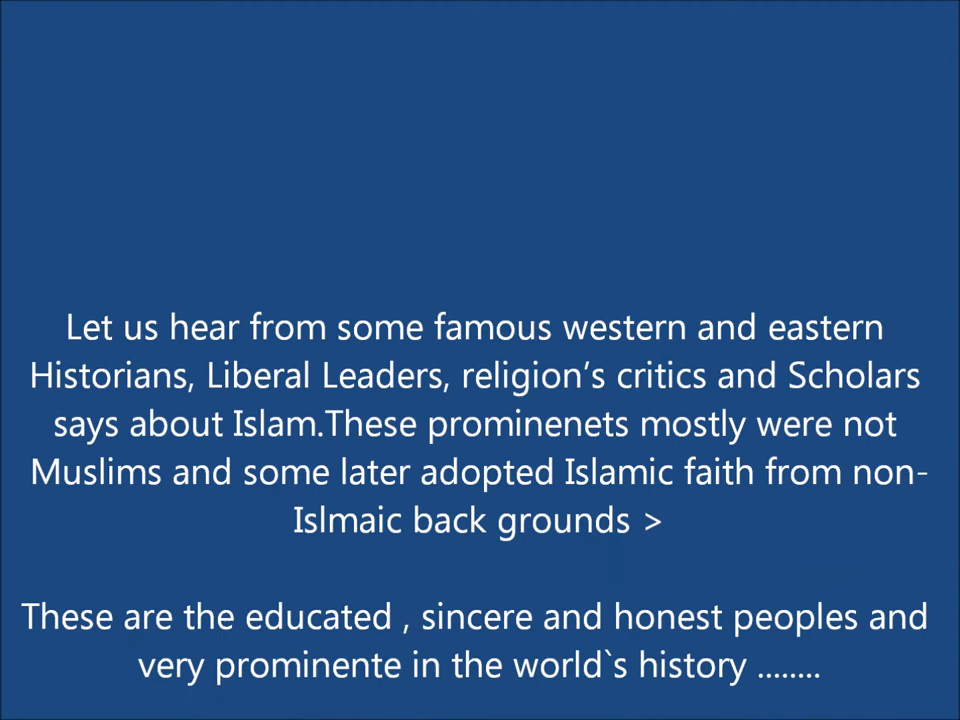 Let us hear from some famous western and eastern
Historians, Liberal Leaders, religion’s critics and Scholars
says about Islam.These prominenets mostly were not
Muslims and some later adopted Islamic faith from non-
Islmaic back grounds >
These are the educated , sincere and honest peoples and
very prominente in the world`s history ........